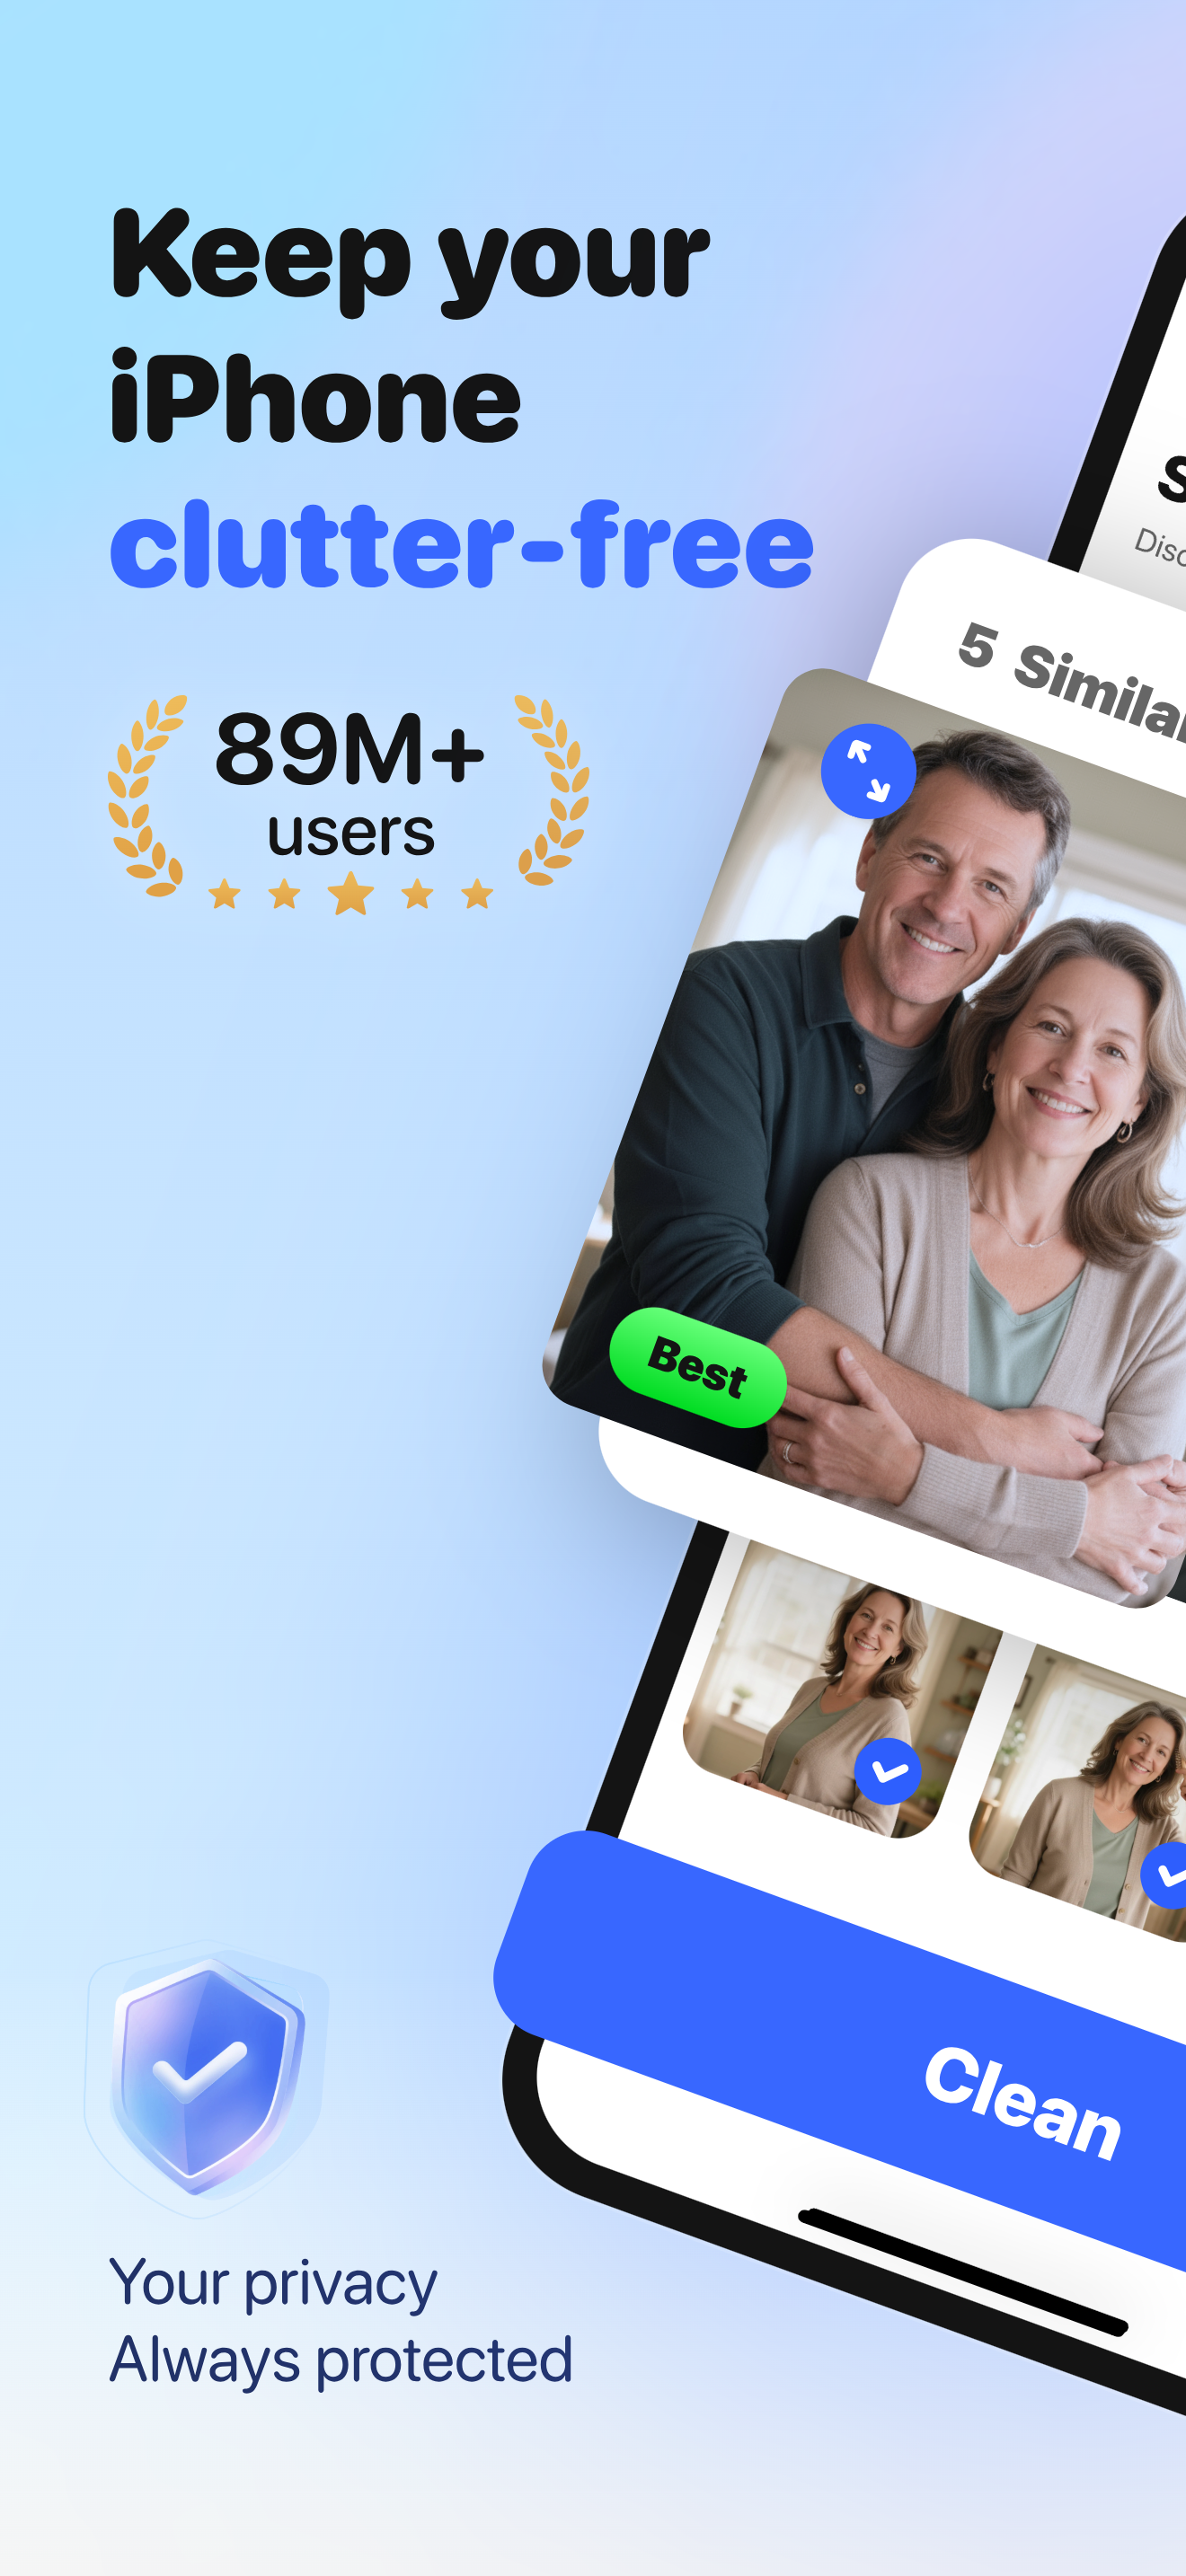 Keep your
iPhone
clutter-free
89M+
users
5 Similar
Best
Clean
Your privacy
Always protected